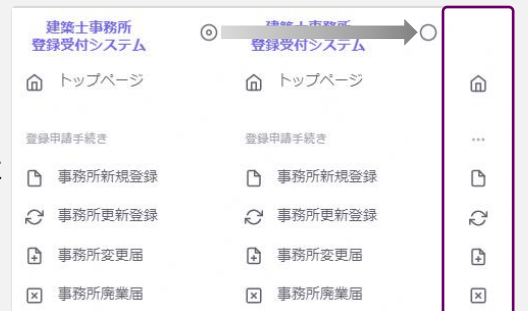 建築士事務所
登録受付システム
トップページ
登録申請手続き
事務所新規登録
事務所更新登録
事務所変更届
事務所廃業届
建築士事務所
登録受付システム
トップページ
登録申請手続き
事務所新規登録
事務所更新登録
事務所変更届
事務所廃業届
...